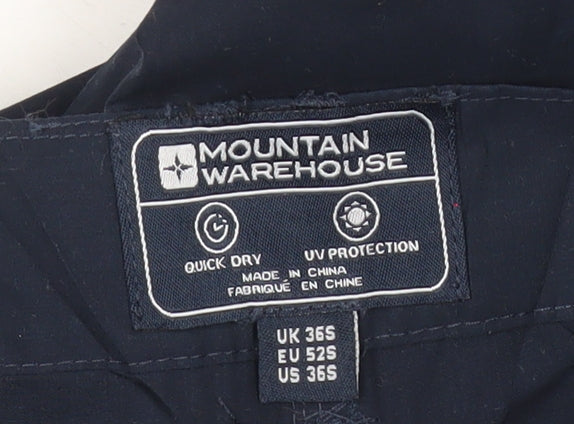 MOUNTAIN
WAREHOUSE
QUICK DRY
UV PROTECTION
MADE IN CHINA
FABRIQUÉ EN CHINE
UK 36S
EU 52S
US 36S